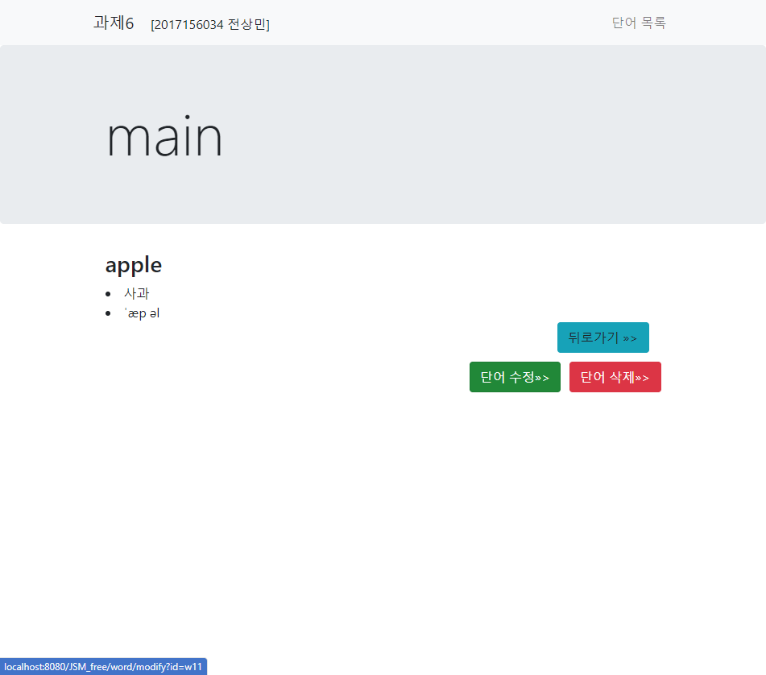 과제6 [2017156034 전상민] 단어 목록
main
apple
• 사과
• ˈæp əl
뒤로가기 »>
단어 수정»> 단어 삭제»>
localhost:8080/JSM_free/word/modify?id=w11